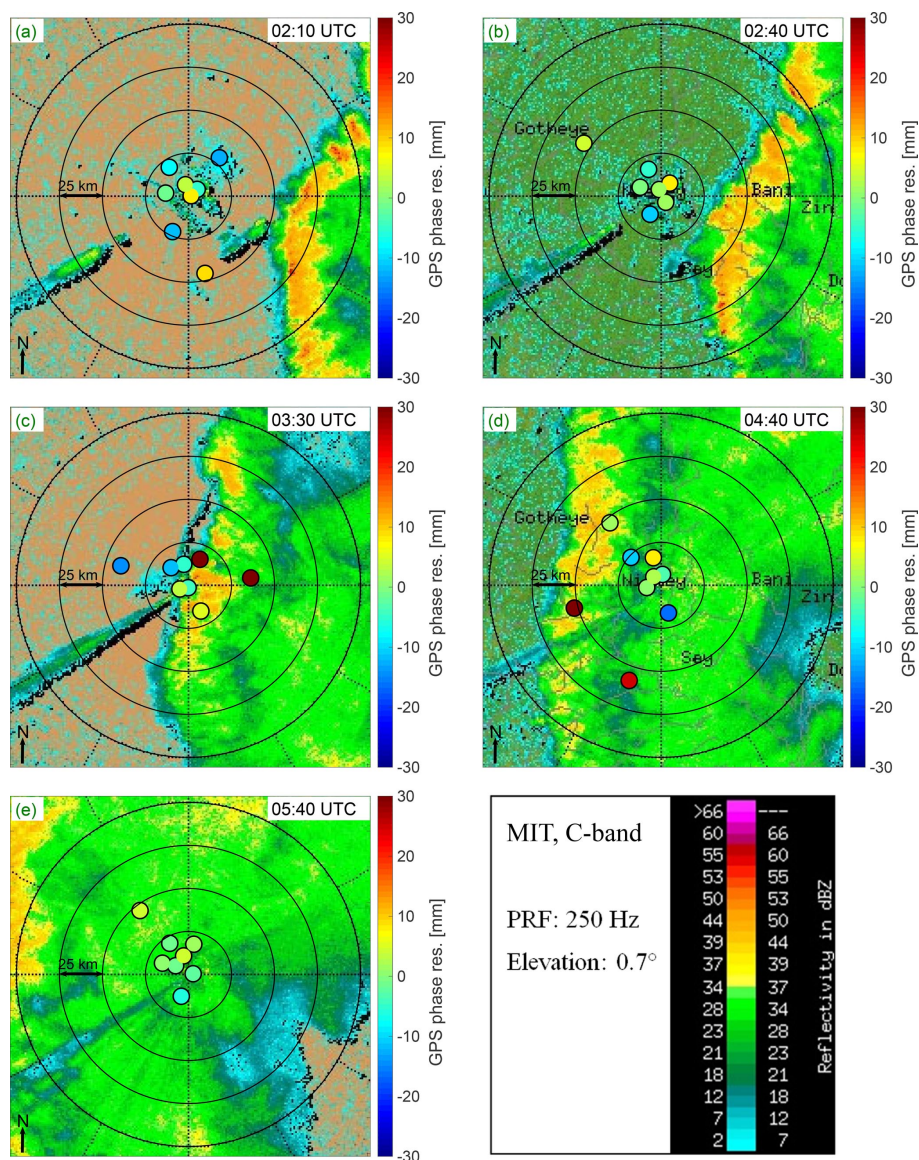 (a) 02:10 UTC
25 km
N
30
20
10
0
-10
-20
-30
GPS phase res. [mm]
(b) 02:40 UTC
Gotheye
25 km
Bani
Zin
Sey
N
30
20
10
0
-10
-20
-30
GPS phase res. [mm]
(c) 03:30 UTC
25 km
N
30
20
10
0
-10
-20
-30
GPS phase res. [mm]
(d) 04:40 UTC
Gotheye
25 km
Bani
Zin
Sey
N
30
20
10
0
-10
-20
-30
GPS phase res. [mm]
(e) 05:40 UTC
25 km
N
30
20
10
0
-10
-20
-30
GPS phase res. [mm]
MIT, C-band
PRF: 250 Hz
Elevation: 0.7°
>66 ---
60 66
55 60
53 55
50 53
44 50
39 44
37 39
34 37
28 34
23 28
21 23
18 21
12 18
7 12
2 7
Reflectivity in dBZ